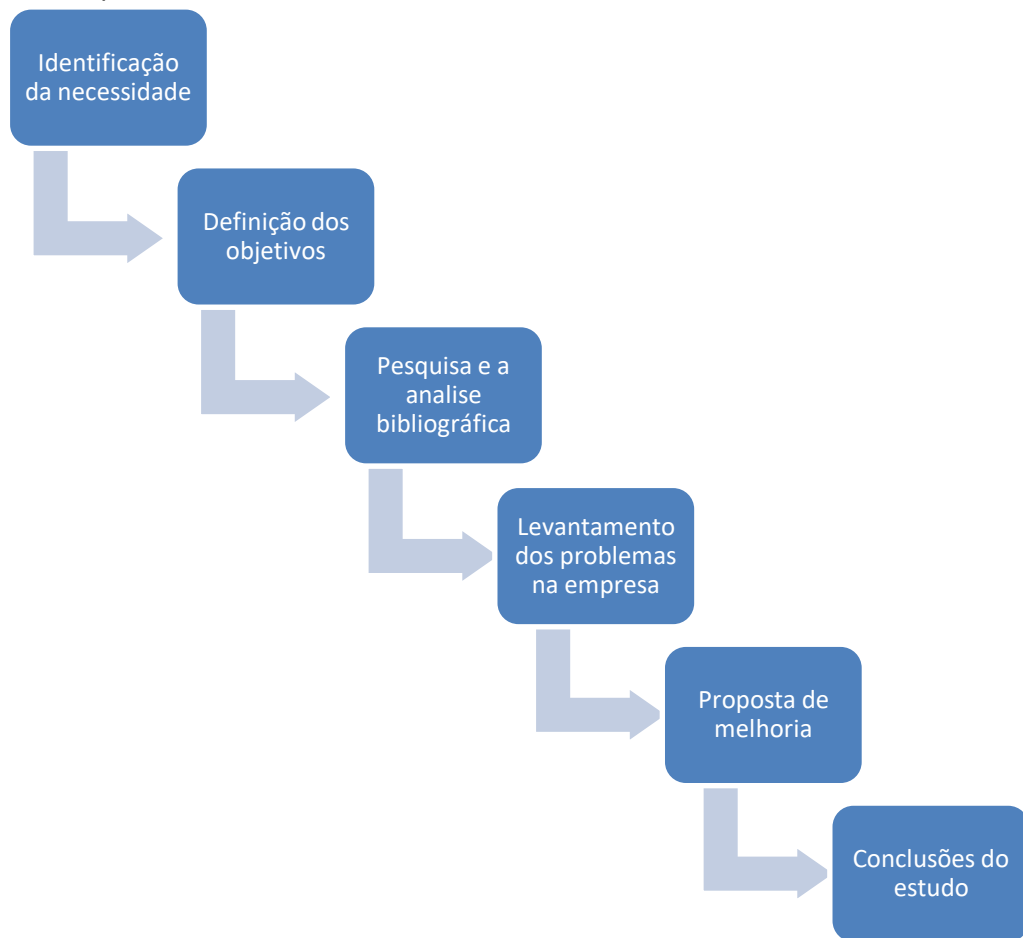 Identificação
da necessidade
Definição dos
objetivos
Pesquisa e a
analise
bibliográfica
Levantamento
dos problemas
na empresa
Proposta de
melhoria
Conclusões do
estudo